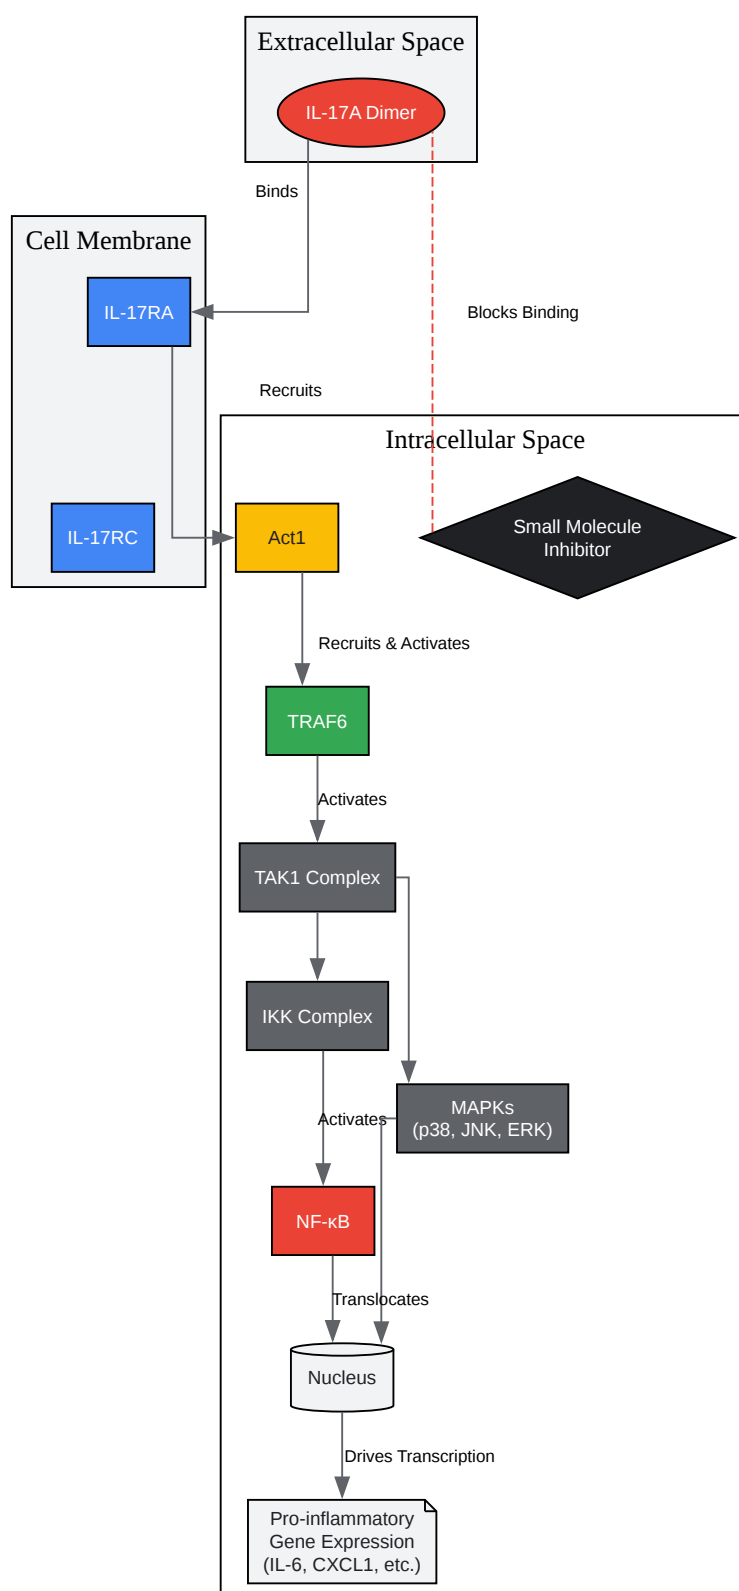 Extracellular Space
IL-17A Dimer
Binds
Cell Membrane
IL-17RA
Blocks Binding
Recruits
Intracellular Space
IL-17RC
Act1
Small Molecule
Inhibitor
Recruits & Activates
TRAF6
Activates
TAK1 Complex
IKK Complex
MAPKs
(p38, JNK, ERK)
Activates
NF-κB
Translocates
Nucleus
Drives Transcription
Pro-inflammatory
Gene Expression
(IL-6, CXCL1, etc.)